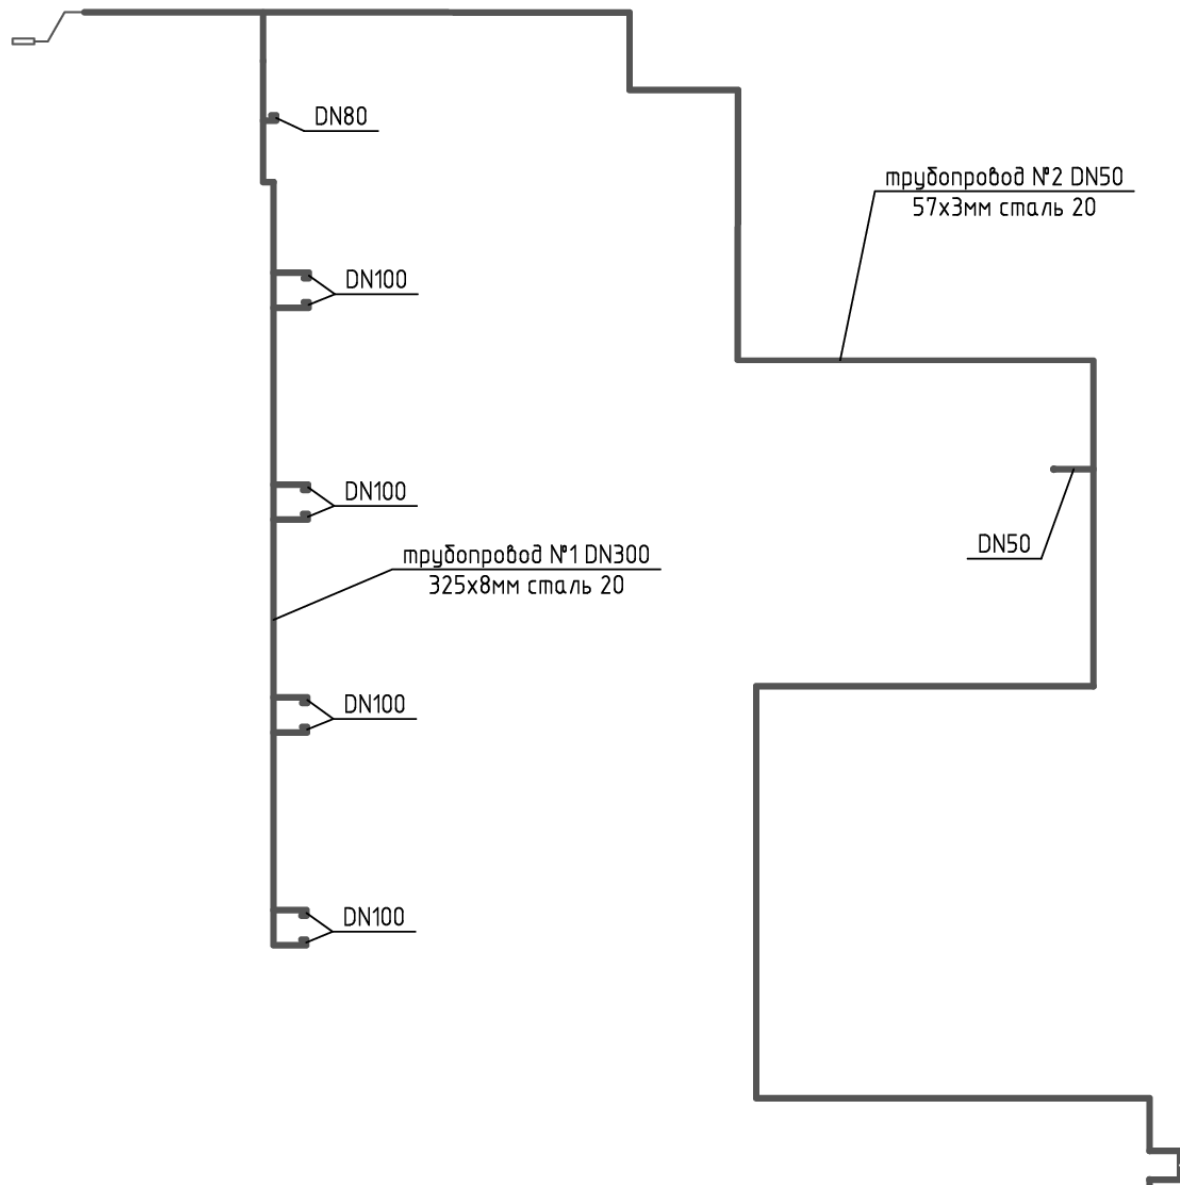 DN80
трубопровод №2 DN50
57х3мм сталь 20
DN100
DN100
DN50
трубопровод №1 DN300
325х8мм сталь 20
DN100
DN100